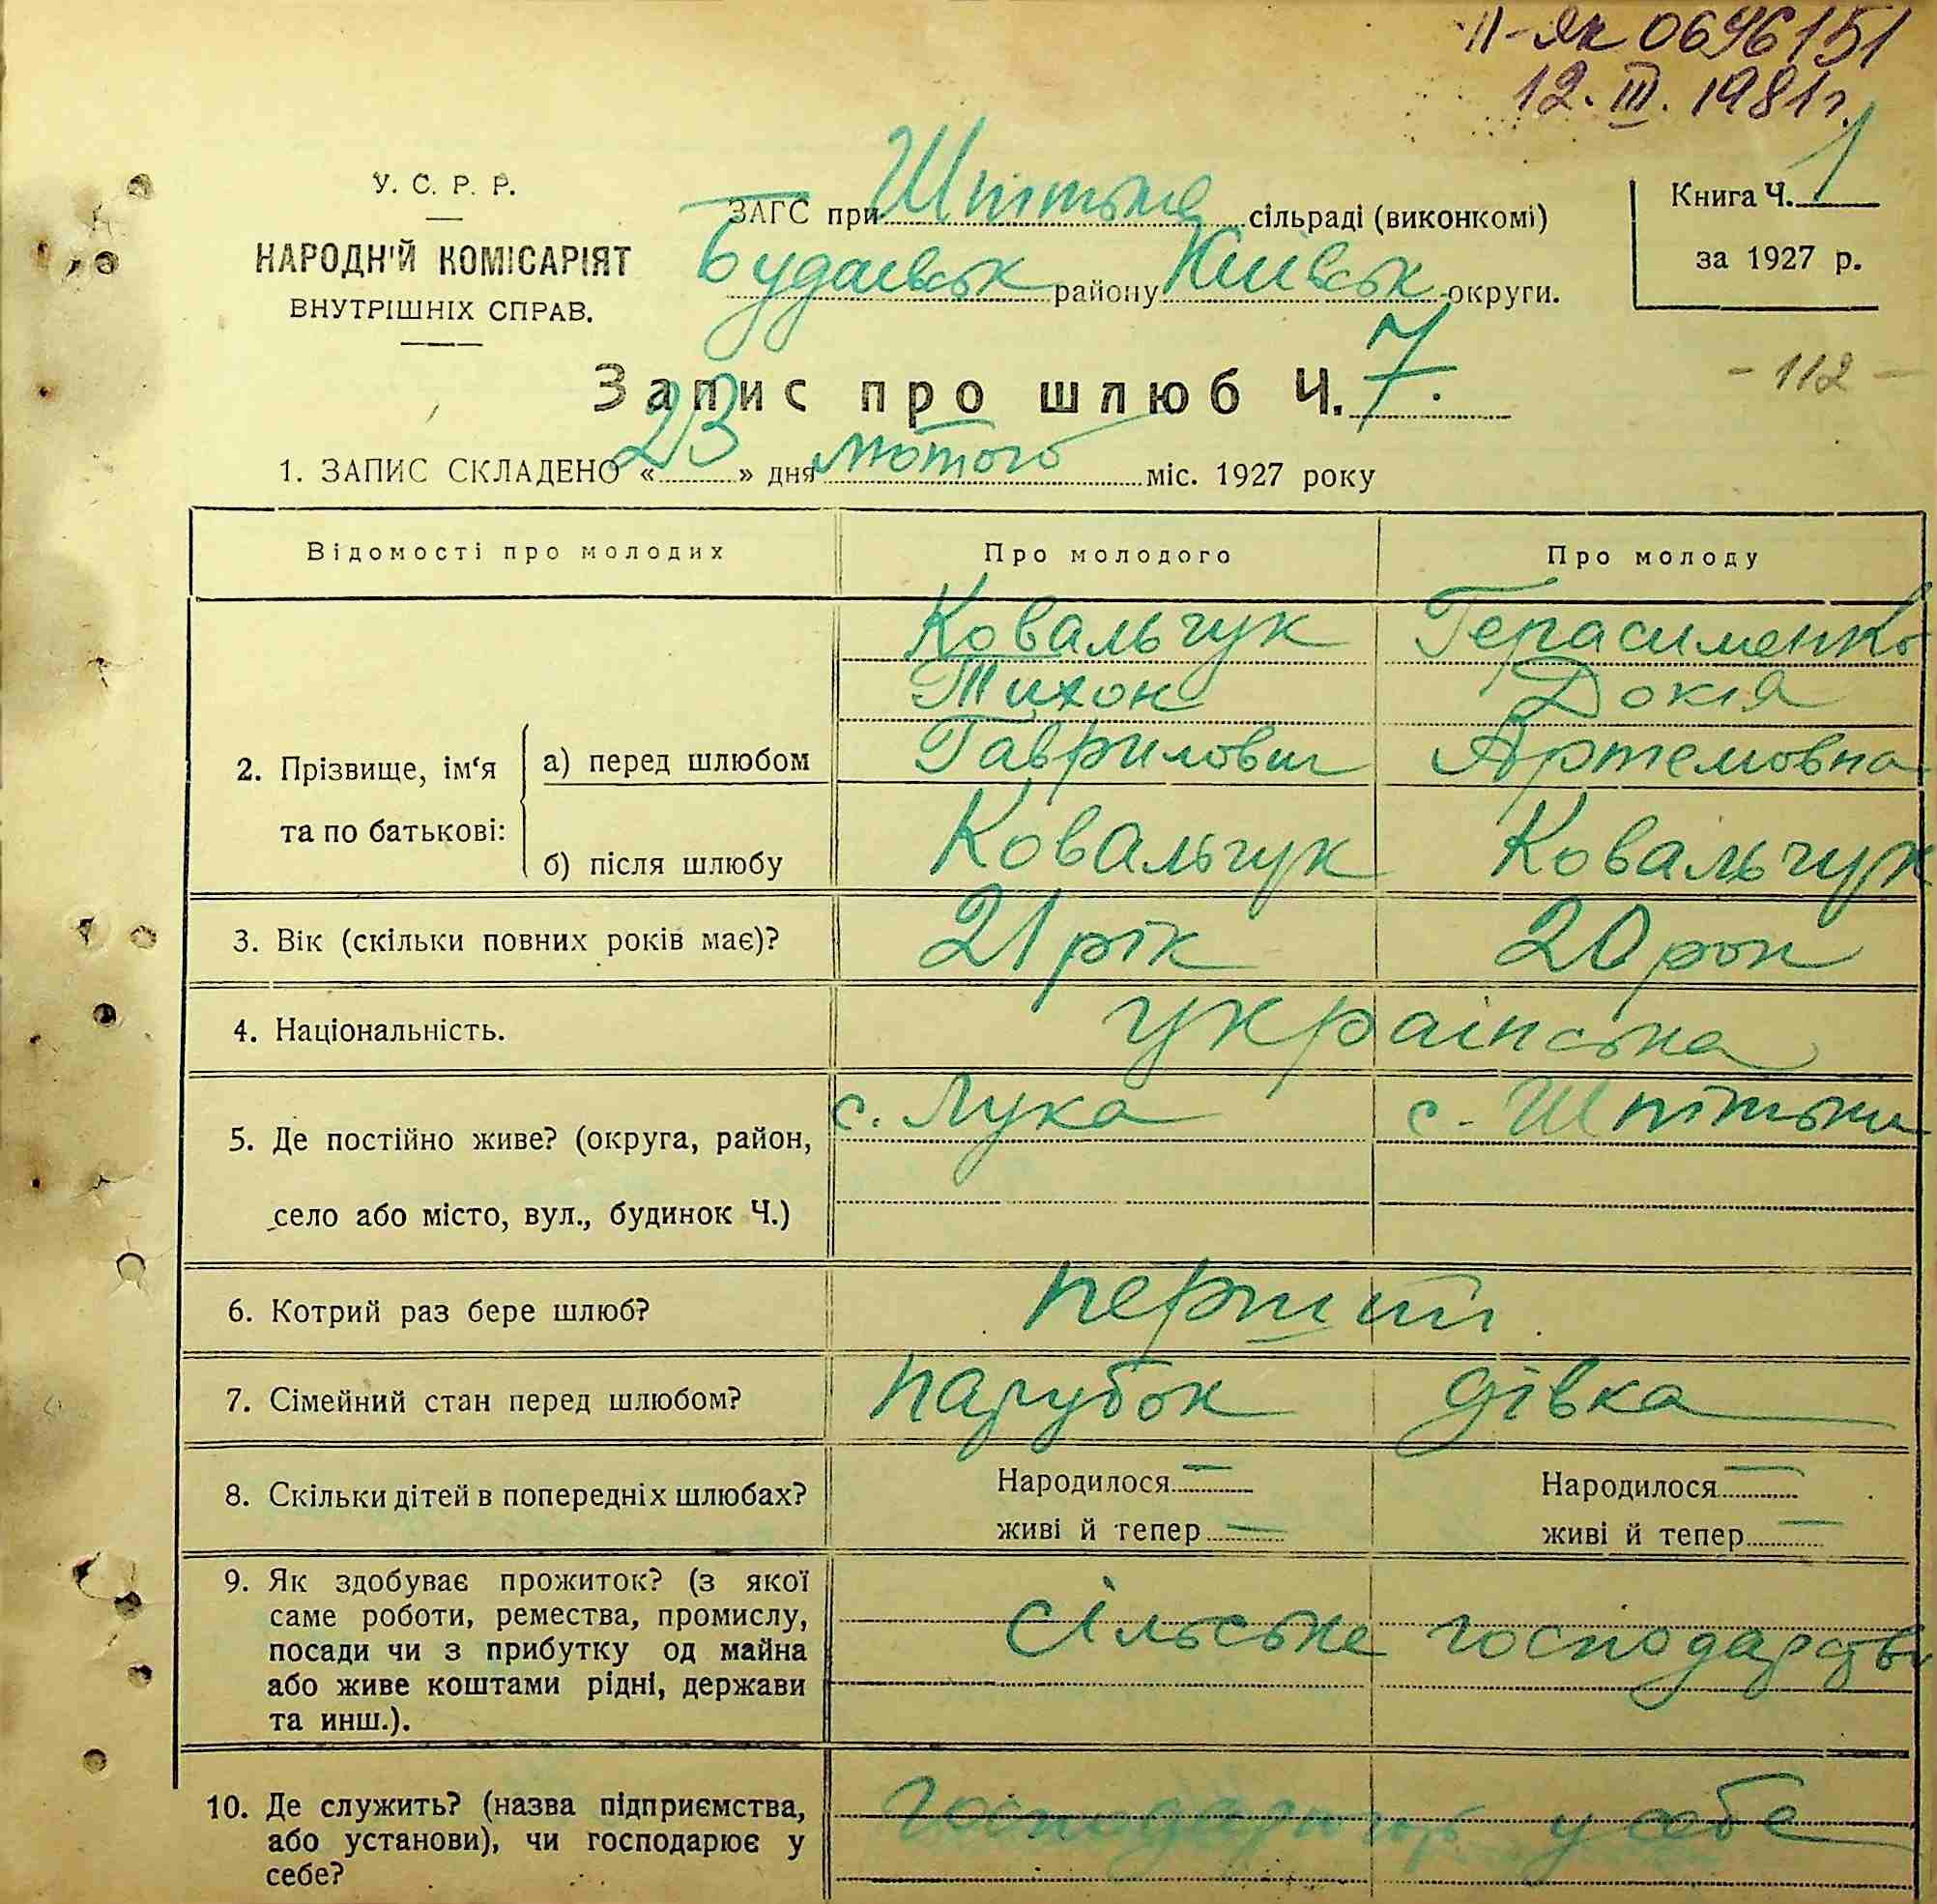 ІІ-ЯК 0696151
12. III. 1981 г.
У. С. Р. Р.
НАРОДНІЙ КОМІСАРІЯТ
ВНУТРІШНІХ СПРАВ.
ЗАГС при Шпітьке сільраді (виконкомі)
Будаєвськ району Київськ округи.
Книга Ч. 1
за 1927 р.
Запис про шлюб Ч. 7.
- 112 -
1. ЗАПИС СКЛАДЕНО « 23 » дня лютого міс. 1927 року
Відомості про молодих Про молодого Про молоду
2. Прізвище, ім‘я та по батькові:
а) перед шлюбом
Ковальчук Герасименко
Тихон Докія
Гаврилович Артемовна
б) після шлюбу Ковальчук Ковальчук
3. Вік (скільки повних років має)? 21 рік 20 рок
4. Національність. українська
5. Де постійно живе? (округа, район, с. Лука с. Шпітьки
село або місто, вул., будинок Ч.)
6. Котрий раз бере шлюб? перший
7. Сімейний стан перед шлюбом? парубок дівка
8. Скільки дітей в попередніх шлюбах? Народилося — Народилося —
живі й тепер — живі й тепер —
9. Як здобуває прожиток? (з якої
саме роботи, ремества, промислу, сільське господарство
посади чи з прибутку од майна
або живе коштами рідні, держави
та инш.).
10. Де служить? (назва підприємства, у себе
або установи), чи господарює у
себе?